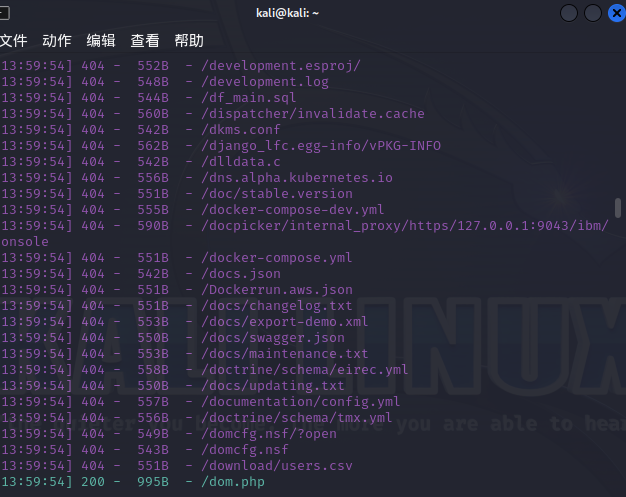 kali@kali: ~
文件 动作 编辑 查看 帮助
13:59:54] 404 -  552B  - /development.esproj/
13:59:54] 404 -  548B  - /development.log
13:59:54] 404 -  544B  - /df_main.sql
13:59:54] 404 -  560B  - /dispatcher/invalidate.cache
13:59:54] 404 -  542B  - /dkms.conf
13:59:54] 404 -  562B  - /django_lfc.egg-info/vPKG-INFO
13:59:54] 404 -  542B  - /dlldata.c
13:59:54] 404 -  556B  - /dns.alpha.kubernetes.io
13:59:54] 404 -  551B  - /doc/stable.version
13:59:54] 404 -  555B  - /docker-compose-dev.yml
13:59:54] 404 -  590B  - /docpicker/internal_proxy/https/127.0.0.1:9043/ibm/
onsole
13:59:54] 404 -  551B  - /docker-compose.yml
13:59:54] 404 -  542B  - /docs.json
13:59:54] 404 -  551B  - /Dockerrun.aws.json
13:59:54] 404 -  551B  - /docs/changelog.txt
13:59:54] 404 -  553B  - /docs/export-demo.xml
13:59:54] 404 -  550B  - /docs/swagger.json
13:59:54] 404 -  553B  - /docs/maintenance.txt
13:59:54] 404 -  558B  - /doctrine/schema/eirec.yml
13:59:54] 404 -  550B  - /docs/updating.txt
13:59:54] 404 -  557B  - /documentation/config.yml
13:59:54] 404 -  556B  - /doctrine/schema/tmx.yml
13:59:54] 404 -  549B  - /domcfg.nsf/?open
13:59:54] 404 -  543B  - /domcfg.nsf
13:59:54] 404 -  551B  - /download/users.csv
13:59:54] 200 -  995B  - /dom.php